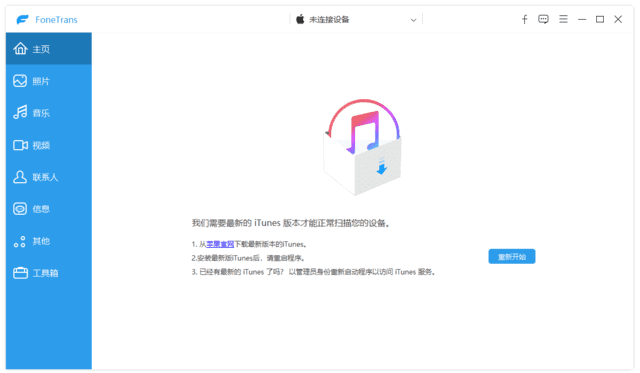 FoneTrans
未连接设备
主页
照片
音乐
视频
联系人
信息
其他
工具箱
我们需要最新的 iTunes 版本才能正常扫描您的设备。
1. 从苹果官网下载最新版本的iTunes。
2.安装最新版iTunes后，请重启程序。
3. 已经有最新的 iTunes 了吗？ 以管理员身份重新启动程序以访问 iTunes 服务。
重新开始